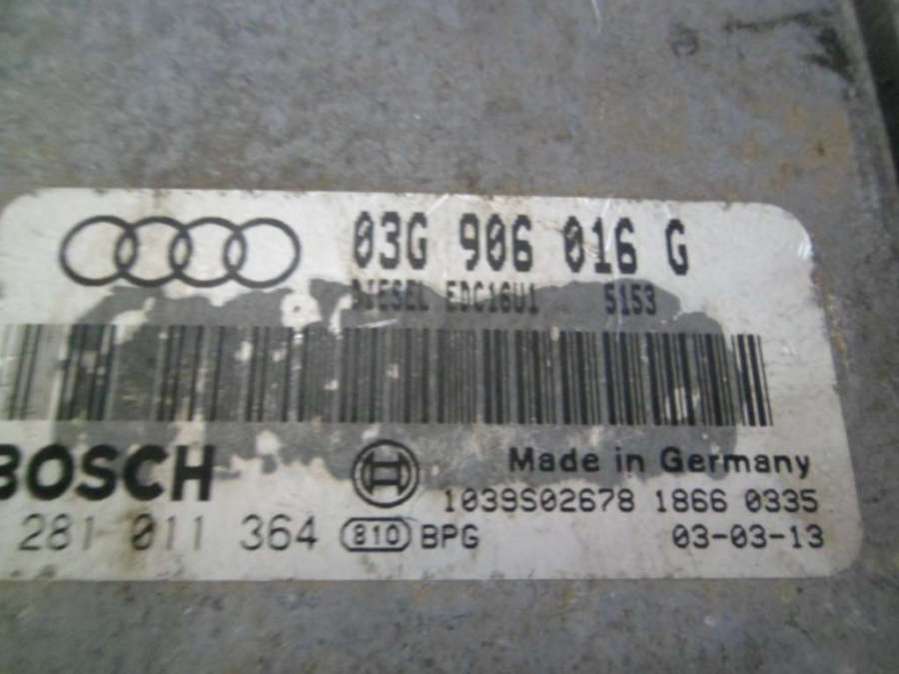 03G 906 016 G
DIESEL EDC16U1 5153
BOSCH
Made in Germany
1039S02678 1866 0335
281 011 364 810 BPG 03-03-13